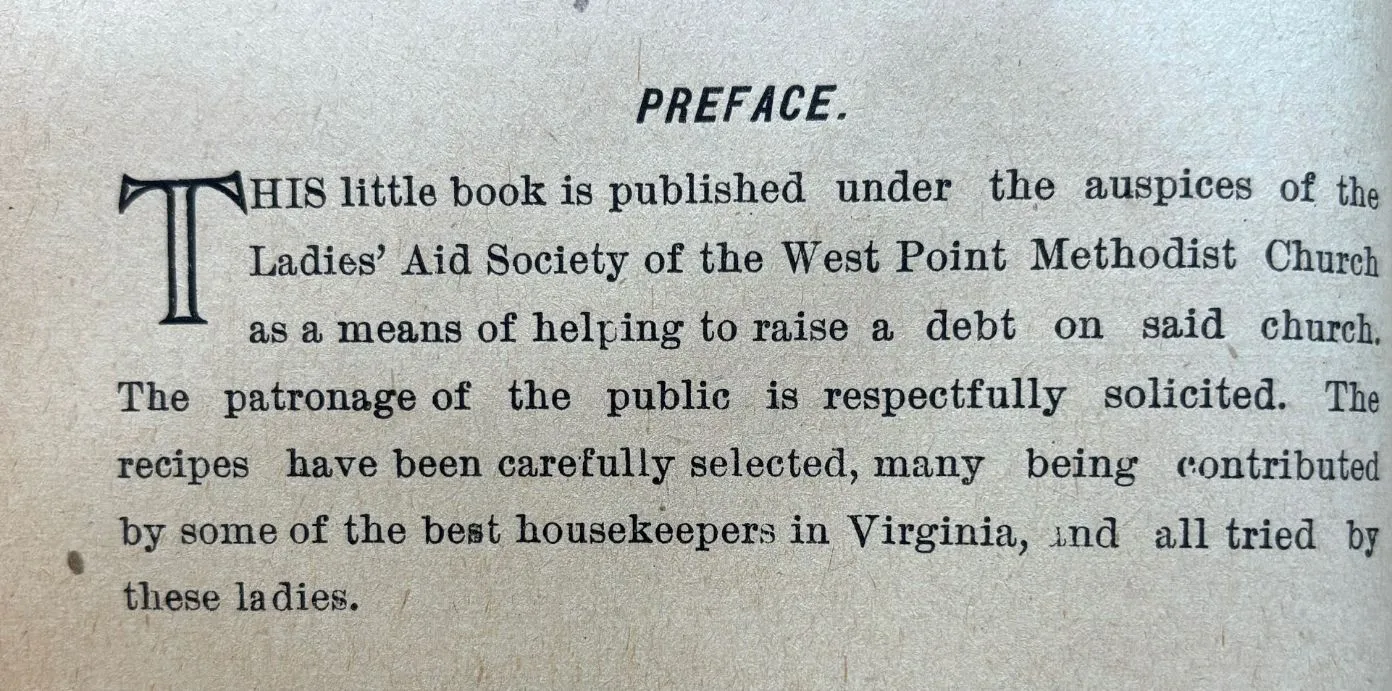 PREFACE.
THIS little book is published under the auspices of the
Ladies’ Aid Society of the West Point Methodist Church
as a means of helping to raise a debt on said church.
The patronage of the public is respectfully solicited. The
recipes have been carefully selected, many being contributed
by some of the best housekeepers in Virginia, and all tried by
these ladies.